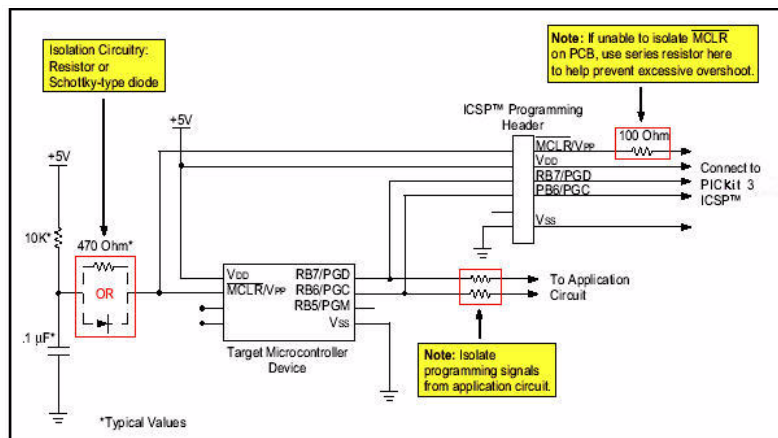 Isolation Circuitry:
Resistor or
Schottky-type diode
Note: If unable to isolate MCLR
on PCB, use series resistor here
to help prevent excessive overshoot.
ICSP™ Programming
Header
+5V
100 Ohm
MCLR/VPP
VDD
RB7/PGD
PB6/PGC
VSS
Connect to
PICkit 3
ICSP™
+5V
10K*
470 Ohm*
OR
.1 µF*
VDD
MCLR/VPP
RB7/PGD
RB6/PGC
RB5/PGM
VSS
Target Microcontroller
Device
To Application
Circuit
Note: Isolate
programming signals
from application circuit.
*Typical Values